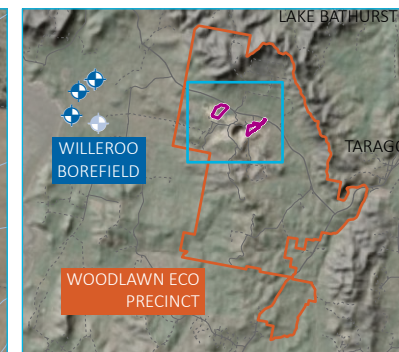 LAKE BATHURST
TARAGO
WILLEROO
BOREFIELD
WOODLAWN ECO
PRECINCT